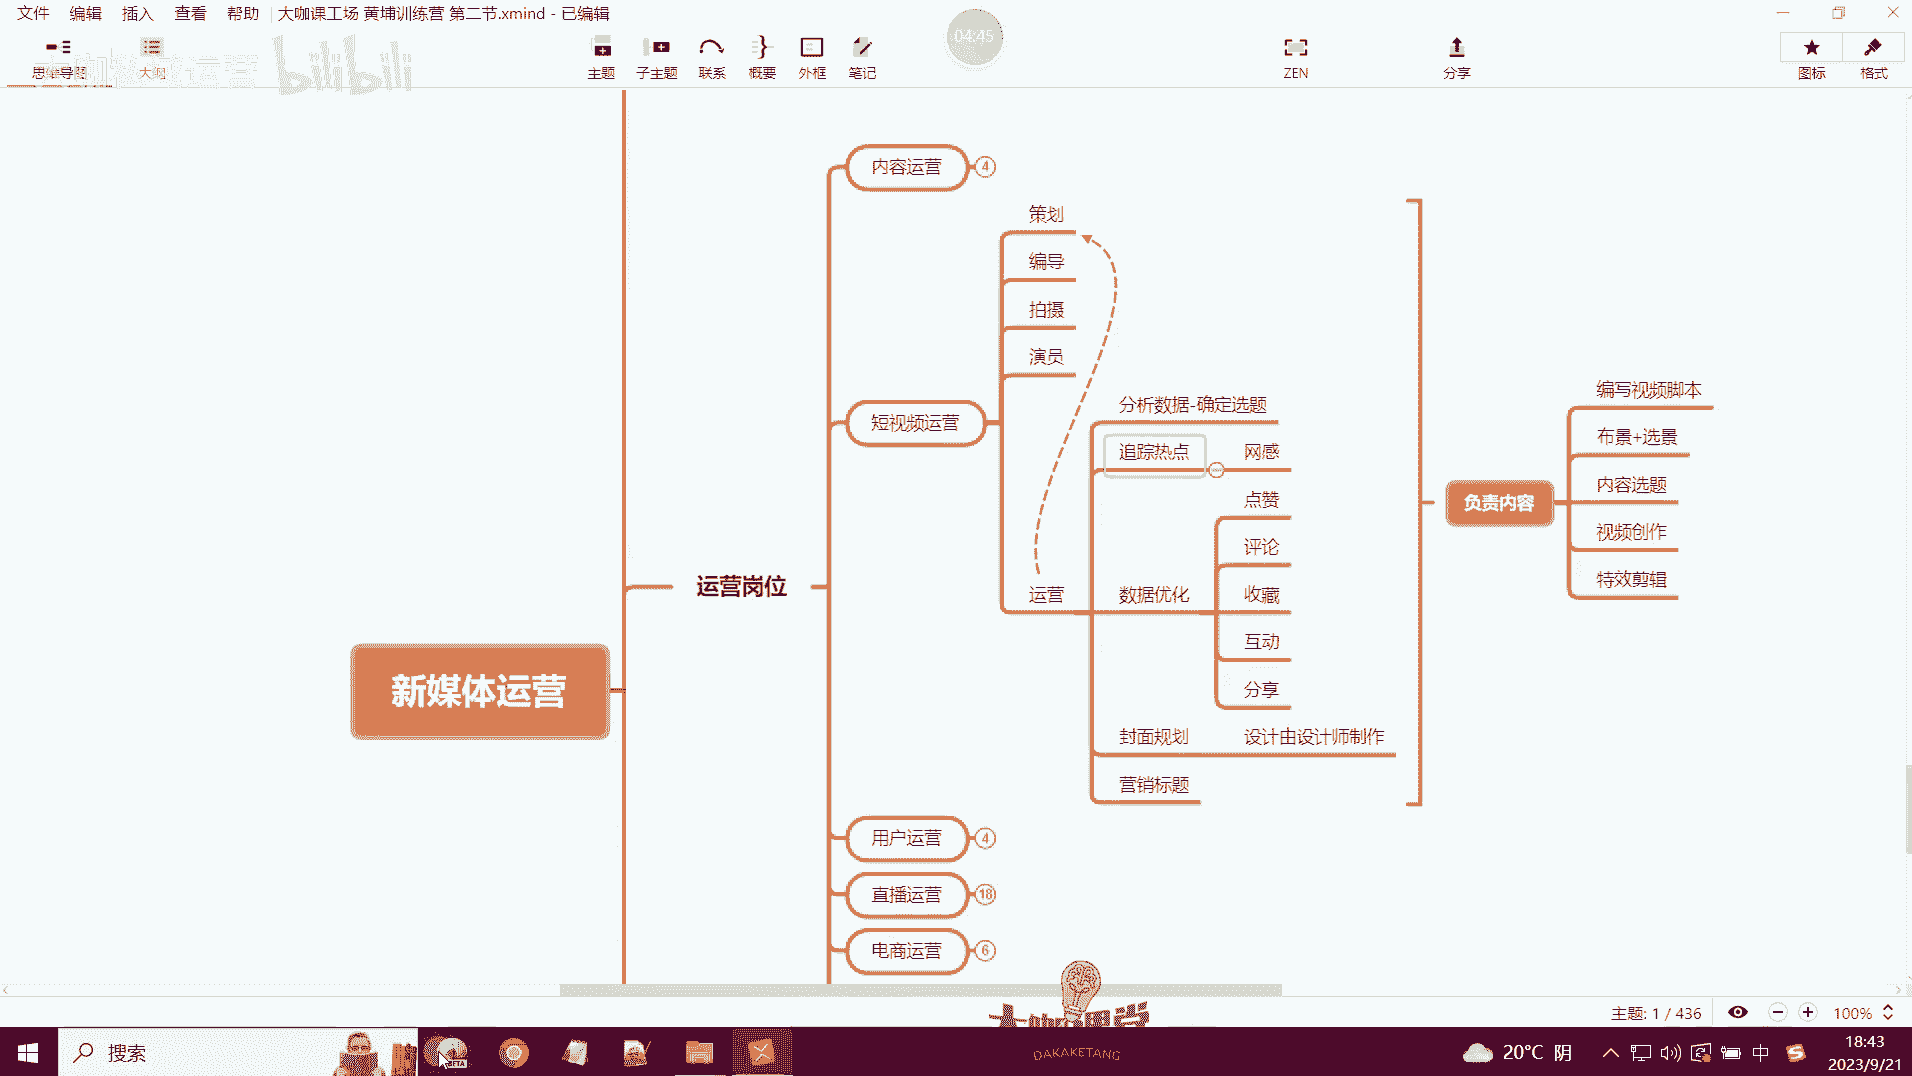 文件 编辑 插入 查看 帮助 大咖课工场 黄埔训练营 第二节.xmind - 已编辑
04:45
思维导图 大纲 主题 子主题 联系 概要 外框 笔记 ZEN 分享 图标 格式
bilibili
内容运营 4
策划
编导
拍摄
演员
短视频运营
分析数据-确定选题
追踪热点 网感
点赞
评论
运营 数据优化 收藏
互动
分享
封面规划 设计由设计师制作
营销标题
负责内容
编写视频脚本
布景+选景
内容选题
视频创作
特效剪辑
运营岗位
新媒体运营
用户运营 4
直播运营 18
电商运营 6
主题: 1 / 436 100%
大咖课堂
DAKAKETANG
搜索
BETA
20°C 阴
中
18:43
2023/9/21